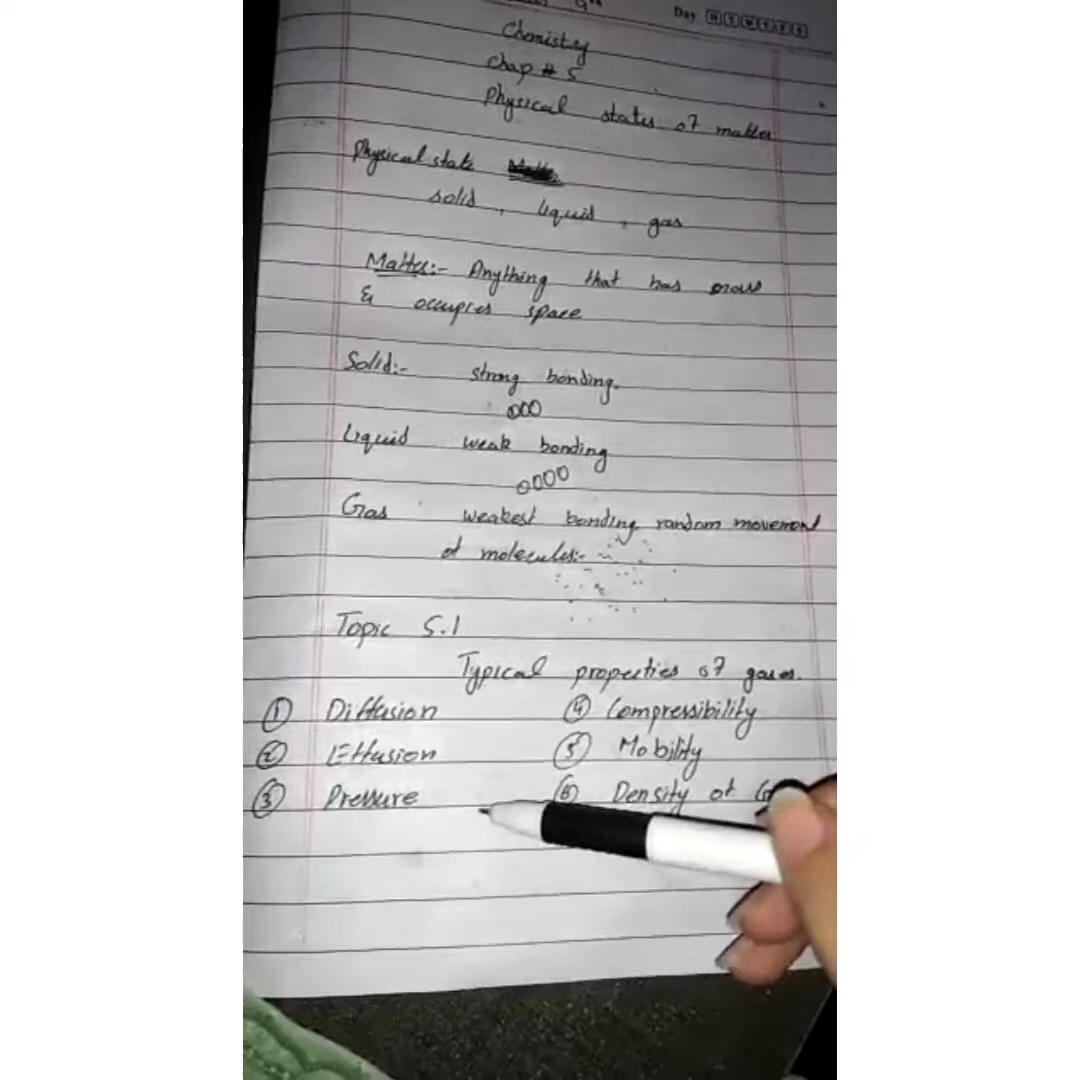 9th Day M T W T F S
Chemistry
Chap # 5
Physical states of matter
Physical state
solid, liquid, gas
Matter:- Anything that has mass
& occupies space
Solid:- strong bonding.
Liquid weak bonding
Gas weakest bonding random movement
of molecules:-
Topic 5.1
Typical properties of gases.
① Diffusion ④ Compressibility
② Effusion ⑤ Mobility
③ Pressure ⑥ Density of